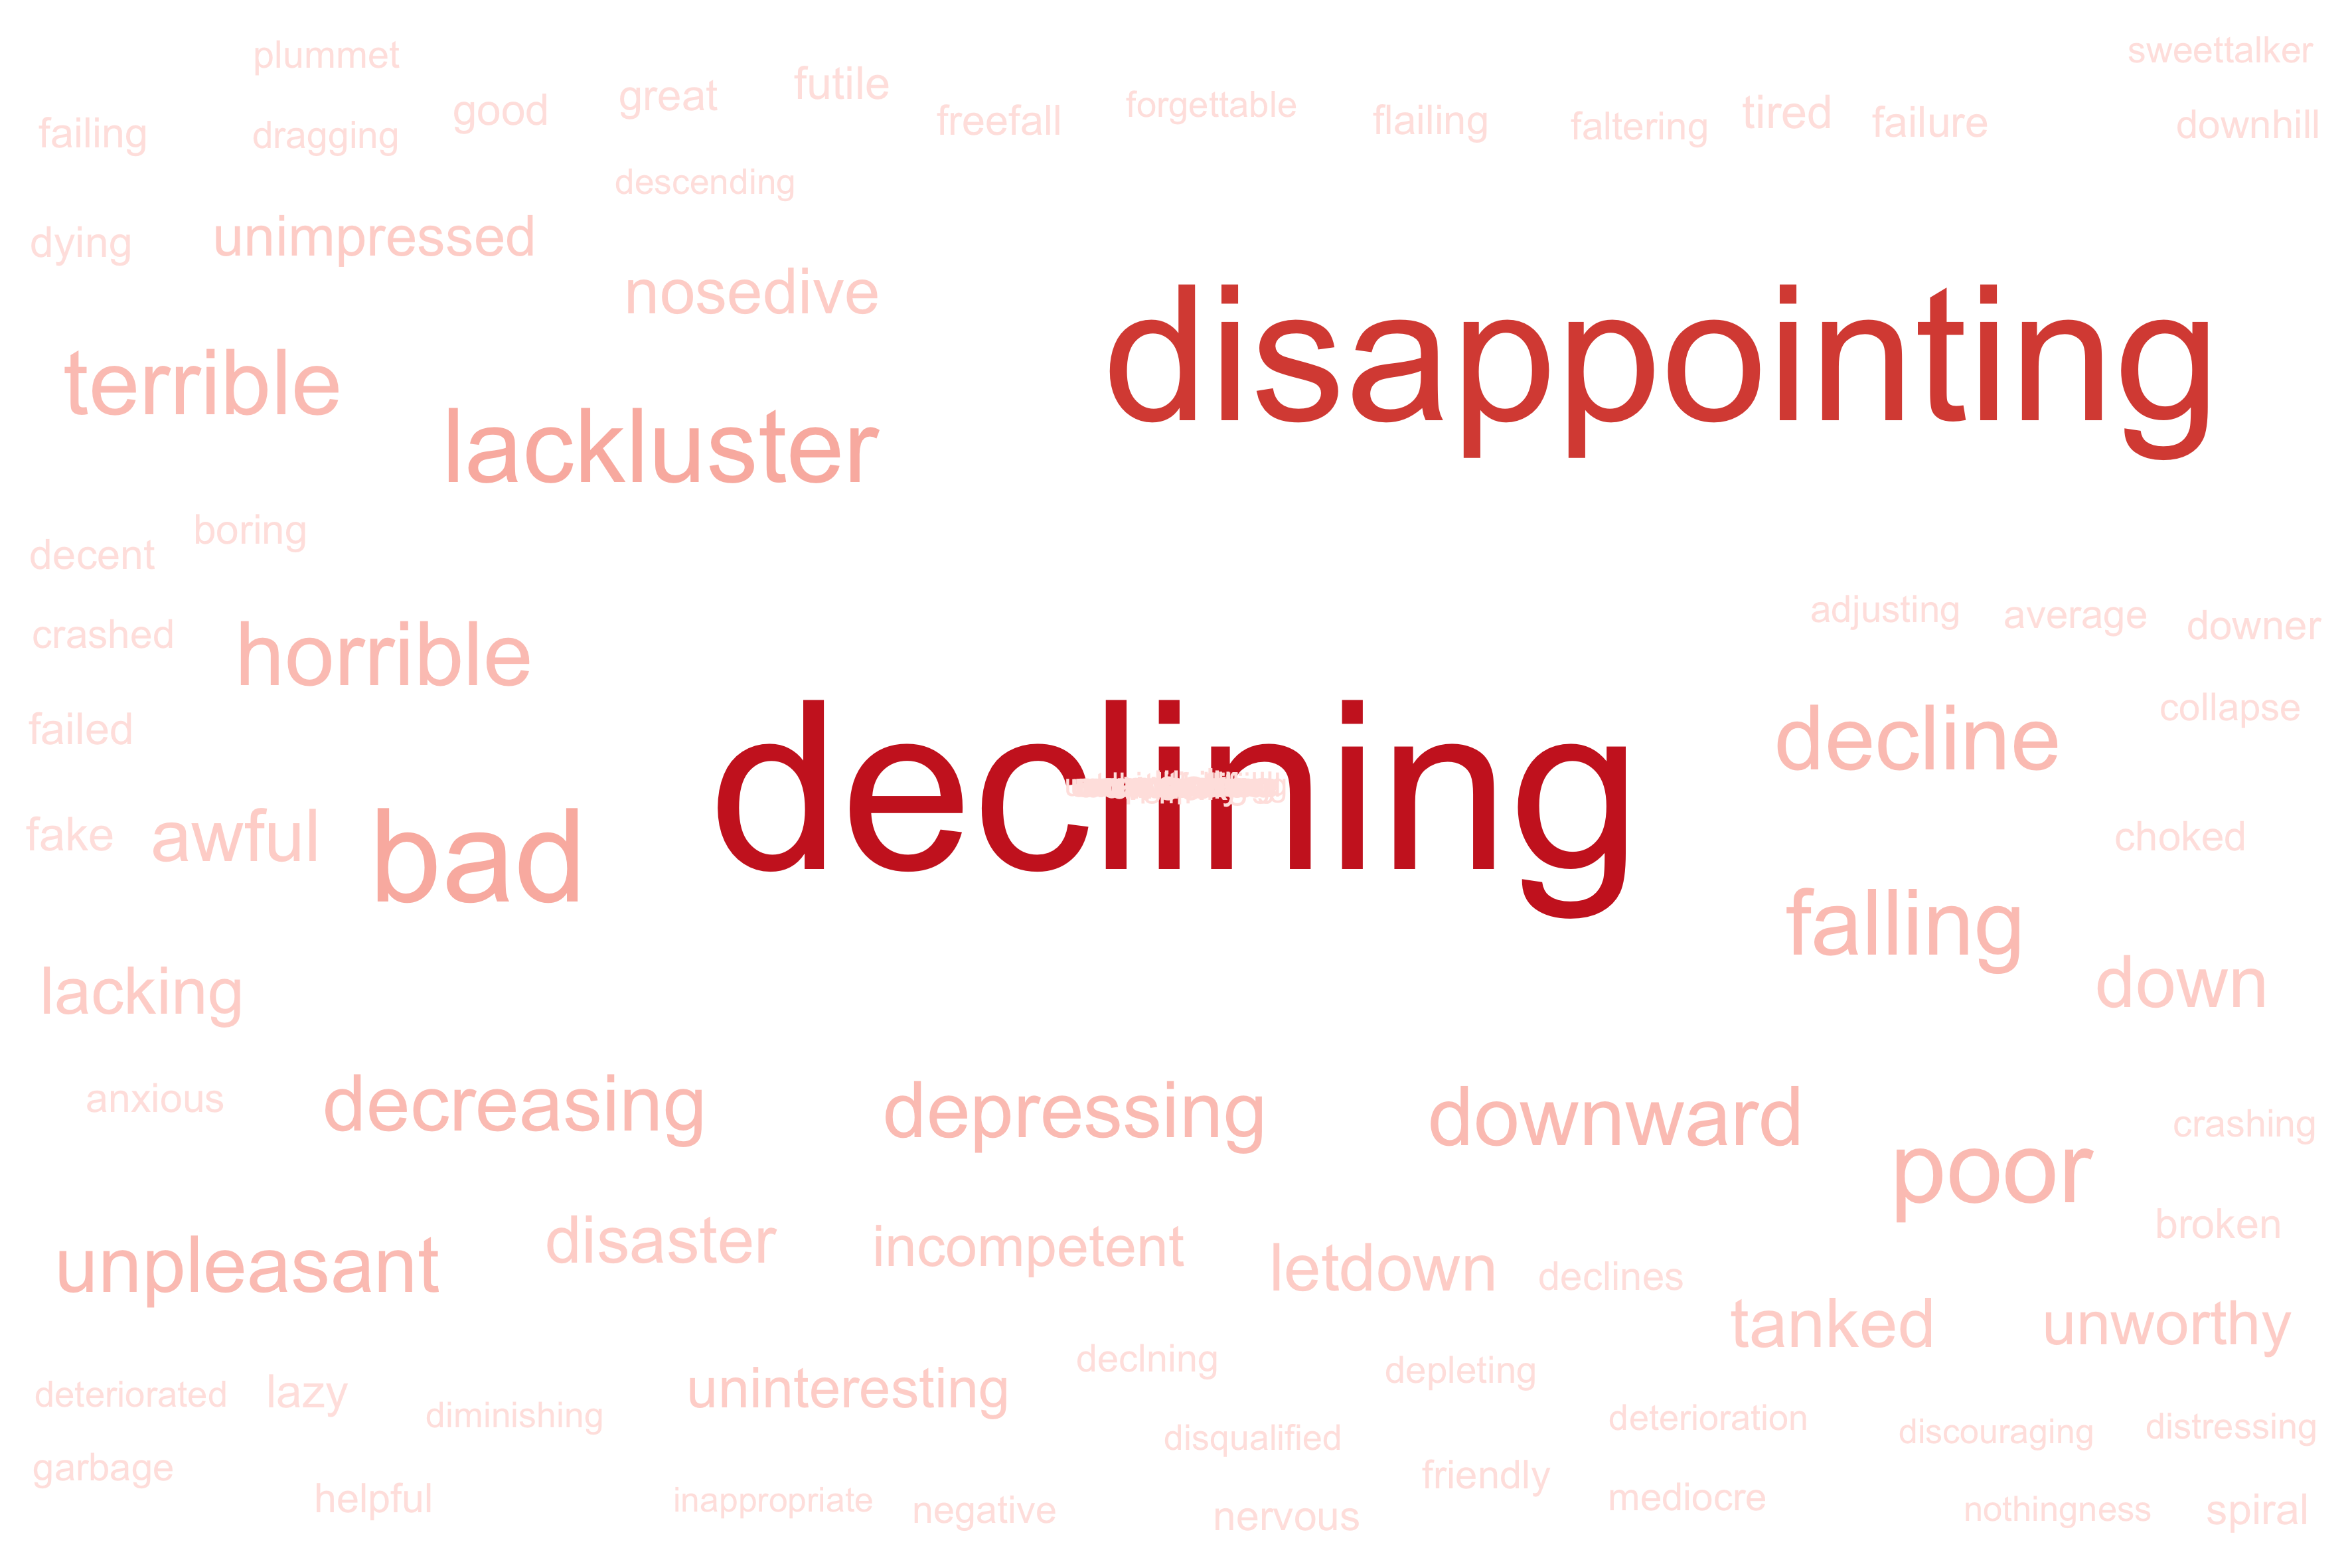 plummet
sweettalker
failing
dragging
good
great
futile
freefall
forgettable
flailing
faltering
tired
failure
downhill
descending
dying
unimpressed
nosedive
disappointing
terrible
lackluster
decent
boring
crashed
horrible
adjusting
average
downer
failed
declining
decline
collapse
fake
awful
bad
choked
falling
lacking
down
anxious
decreasing
depressing
downward
crashing
poor
broken
unpleasant
disaster
incompetent
letdown
declines
tanked
unworthy
declning
depleting
deteriorated
lazy
diminishing
uninteresting
disqualified
deterioration
discouraging
distressing
garbage
helpful
inappropriate
negative
nervous
friendly
mediocre
nothingness
spiral